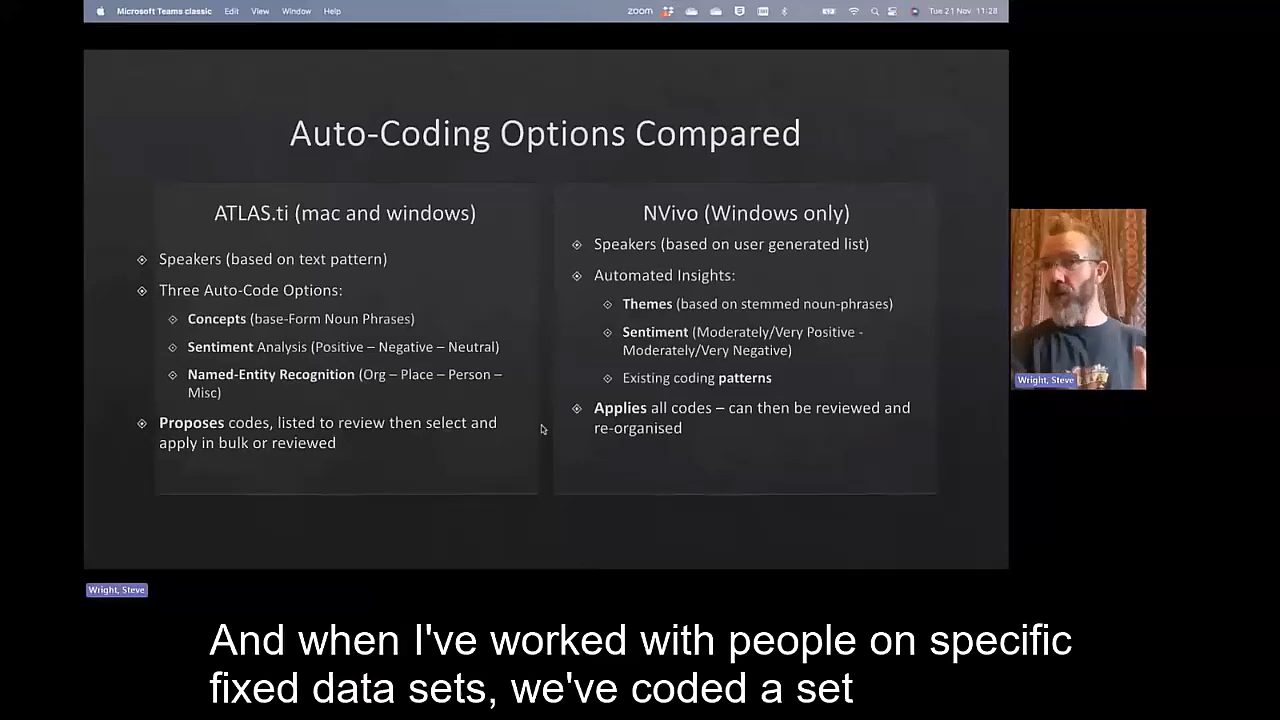 Microsoft Teams classic Edit View Window Help zoom Tue 21 Nov 11:28
Auto-Coding Options Compared
ATLAS.ti (mac and windows)
Speakers (based on text pattern)
Three Auto-Code Options:
Concepts (base-Form Noun Phrases)
Sentiment Analysis (Positive – Negative – Neutral)
Named-Entity Recognition (Org – Place – Person –
Misc)
Proposes codes, listed to review then select and
apply in bulk or reviewed
NVivo (Windows only)
Speakers (based on user generated list)
Automated Insights:
Themes (based on stemmed noun-phrases)
Sentiment (Moderately/Very Positive -
Moderately/Very Negative)
Existing coding patterns
Applies all codes – can then be reviewed and
re-organised
Wright, Steve
Wright, Steve
And when I've worked with people on specific
fixed data sets, we've coded a set